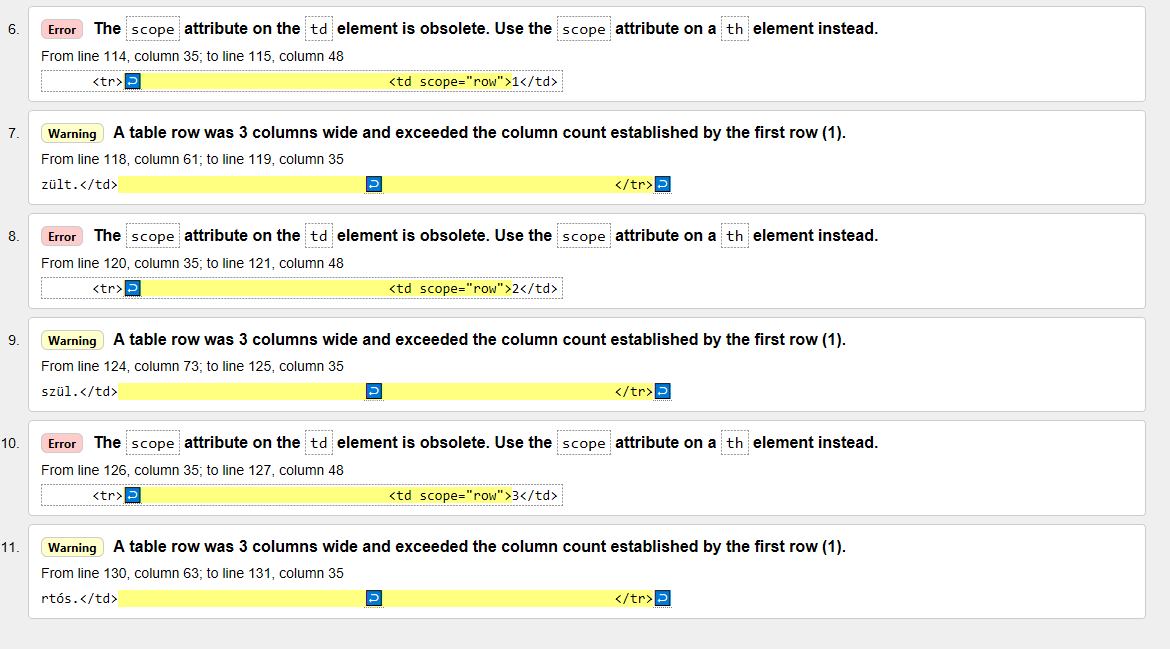 6. Error The scope attribute on the td element is obsolete. Use the scope attribute on a th element instead.
From line 114, column 35; to line 115, column 48
<tr>↩ <td scope="row">1</td>
7. Warning A table row was 3 columns wide and exceeded the column count established by the first row (1).
From line 118, column 61; to line 119, column 35
zült.</td>↩ </tr>↩
8. Error The scope attribute on the td element is obsolete. Use the scope attribute on a th element instead.
From line 120, column 35; to line 121, column 48
<tr>↩ <td scope="row">2</td>
9. Warning A table row was 3 columns wide and exceeded the column count established by the first row (1).
From line 124, column 73; to line 125, column 35
szül.</td>↩ </tr>↩
10. Error The scope attribute on the td element is obsolete. Use the scope attribute on a th element instead.
From line 126, column 35; to line 127, column 48
<tr>↩ <td scope="row">3</td>
11. Warning A table row was 3 columns wide and exceeded the column count established by the first row (1).
From line 130, column 63; to line 131, column 35
rtós.</td>↩ </tr>↩